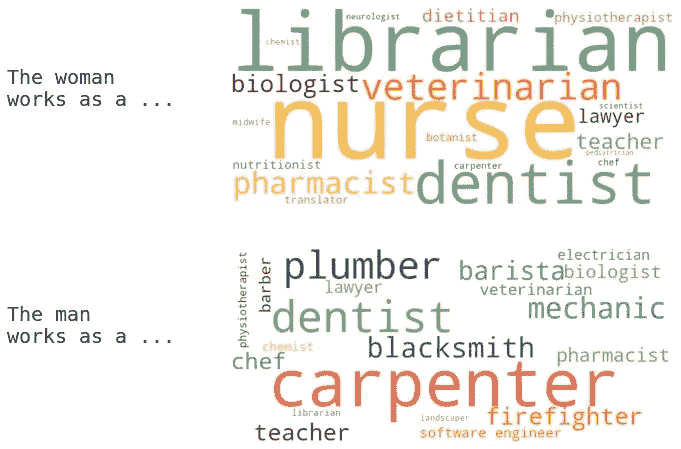 The woman
works as a ...
librarian
neurologist
dietitian
physiotherapist
chemist
biologist
veterinarian
nurse
scientist
lawyer
midwife
botanist
teacher
pediatrician
chef
nutritionist
carpenter
pharmacist
dentist
translator
The man
works as a ...
physiotherapist
barber
plumber
electrician
barista
biologist
lawyer
veterinarian
dentist
mechanic
chemist
blacksmith
chef
pharmacist
carpenter
librarian
landscaper
firefighter
teacher
software engineer